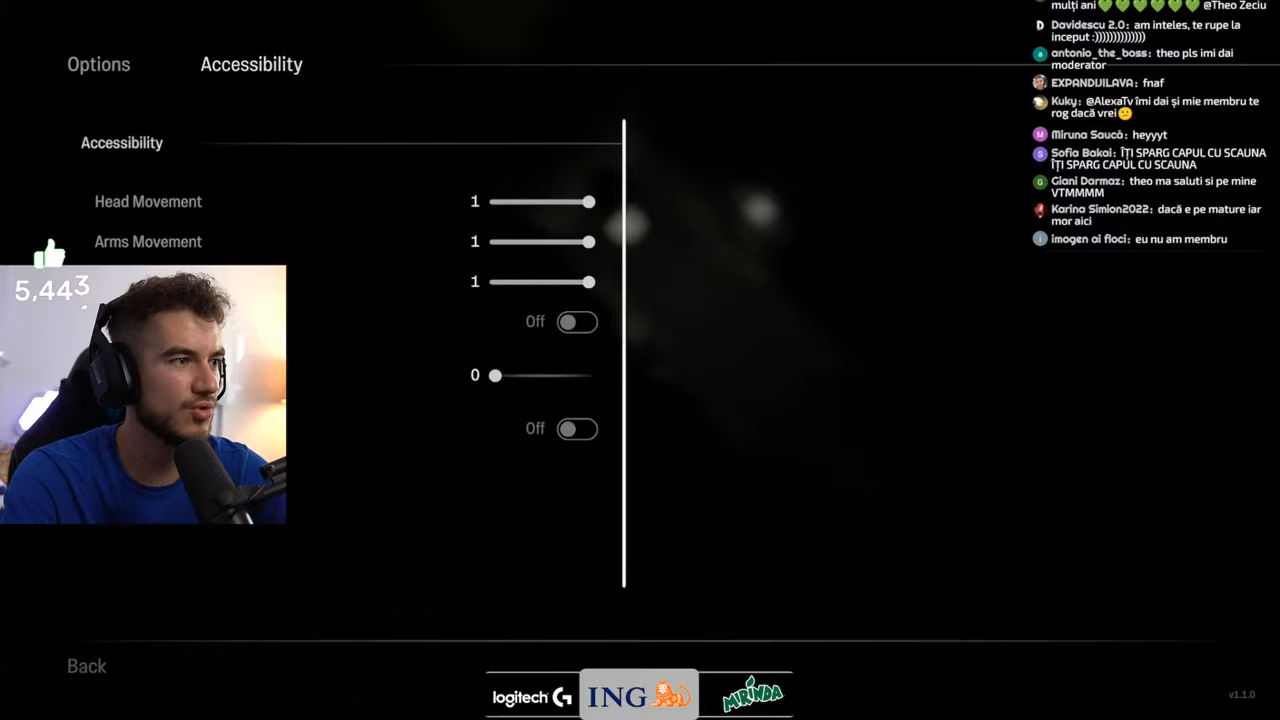 Options
Accessibility
Accessibility
Head Movement
1
Arms Movement
1
1
Off
0
Off
5,443
mulți ani💚💚💚💚💚💚 @Theo Zeciu
Davidescu 2.0: am inteles, te rupe la
inceput :)))))))))))))
antonio_the_boss: theo pls imi dai
moderator
EXPANDIJILAVA: fnaf
Kuky: @AlexaTv îmi dai și mie membru te
rog dacă vrei😕
Miruna Saucà: heyyyt
Sofia Bakai: ÎȚI SPARG CAPUL CU SCAUNA
ÎȚI SPARG CAPUL CU SCAUNA
Giani Darmaz: theo ma saluti si pe mine
VTMMMM
Karina Simion2022: dacă e pe mature iar
mor aici
imogen ai floci: eu nu am membru
Back
logitech G
ING
MIRINDA
v1.1.0